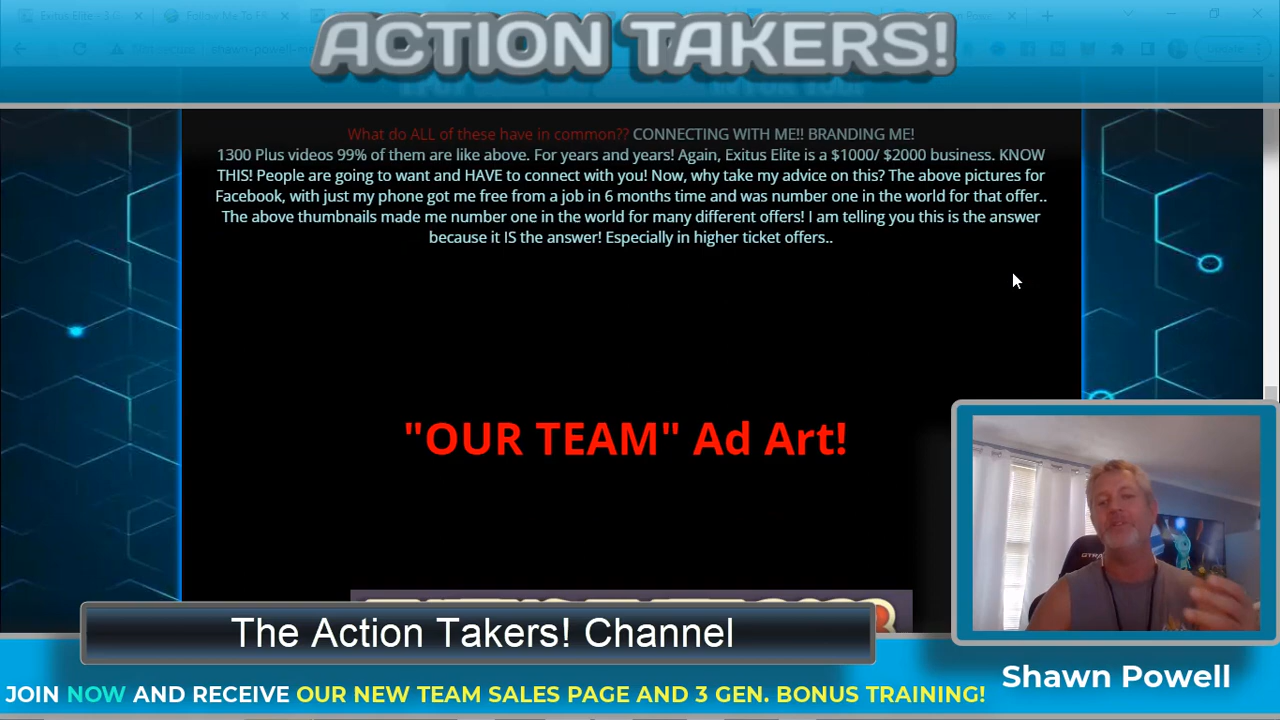 Exitus Elite - 3
Follow Me To
ACTION TAKERS!
What do ALL of these have in common?? CONNECTING WITH ME!! BRANDING ME!
1300 Plus videos 99% of them are like above. For years and years! Again, Exitus Elite is a $1000/ $2000 business. KNOW
THIS! People are going to want and HAVE to connect with you! Now, why take my advice on this? The above pictures for
Facebook, with just my phone got me free from a job in 6 months time and was number one in the world for that offer..
The above thumbnails made me number one in the world for many different offers! I am telling you this is the answer
because it IS the answer! Especially in higher ticket offers..
"OUR TEAM" Ad Art!
The Action Takers! Channel
Shawn Powell
JOIN NOW AND RECEIVE OUR NEW TEAM SALES PAGE AND 3 GEN. BONUS TRAINING!